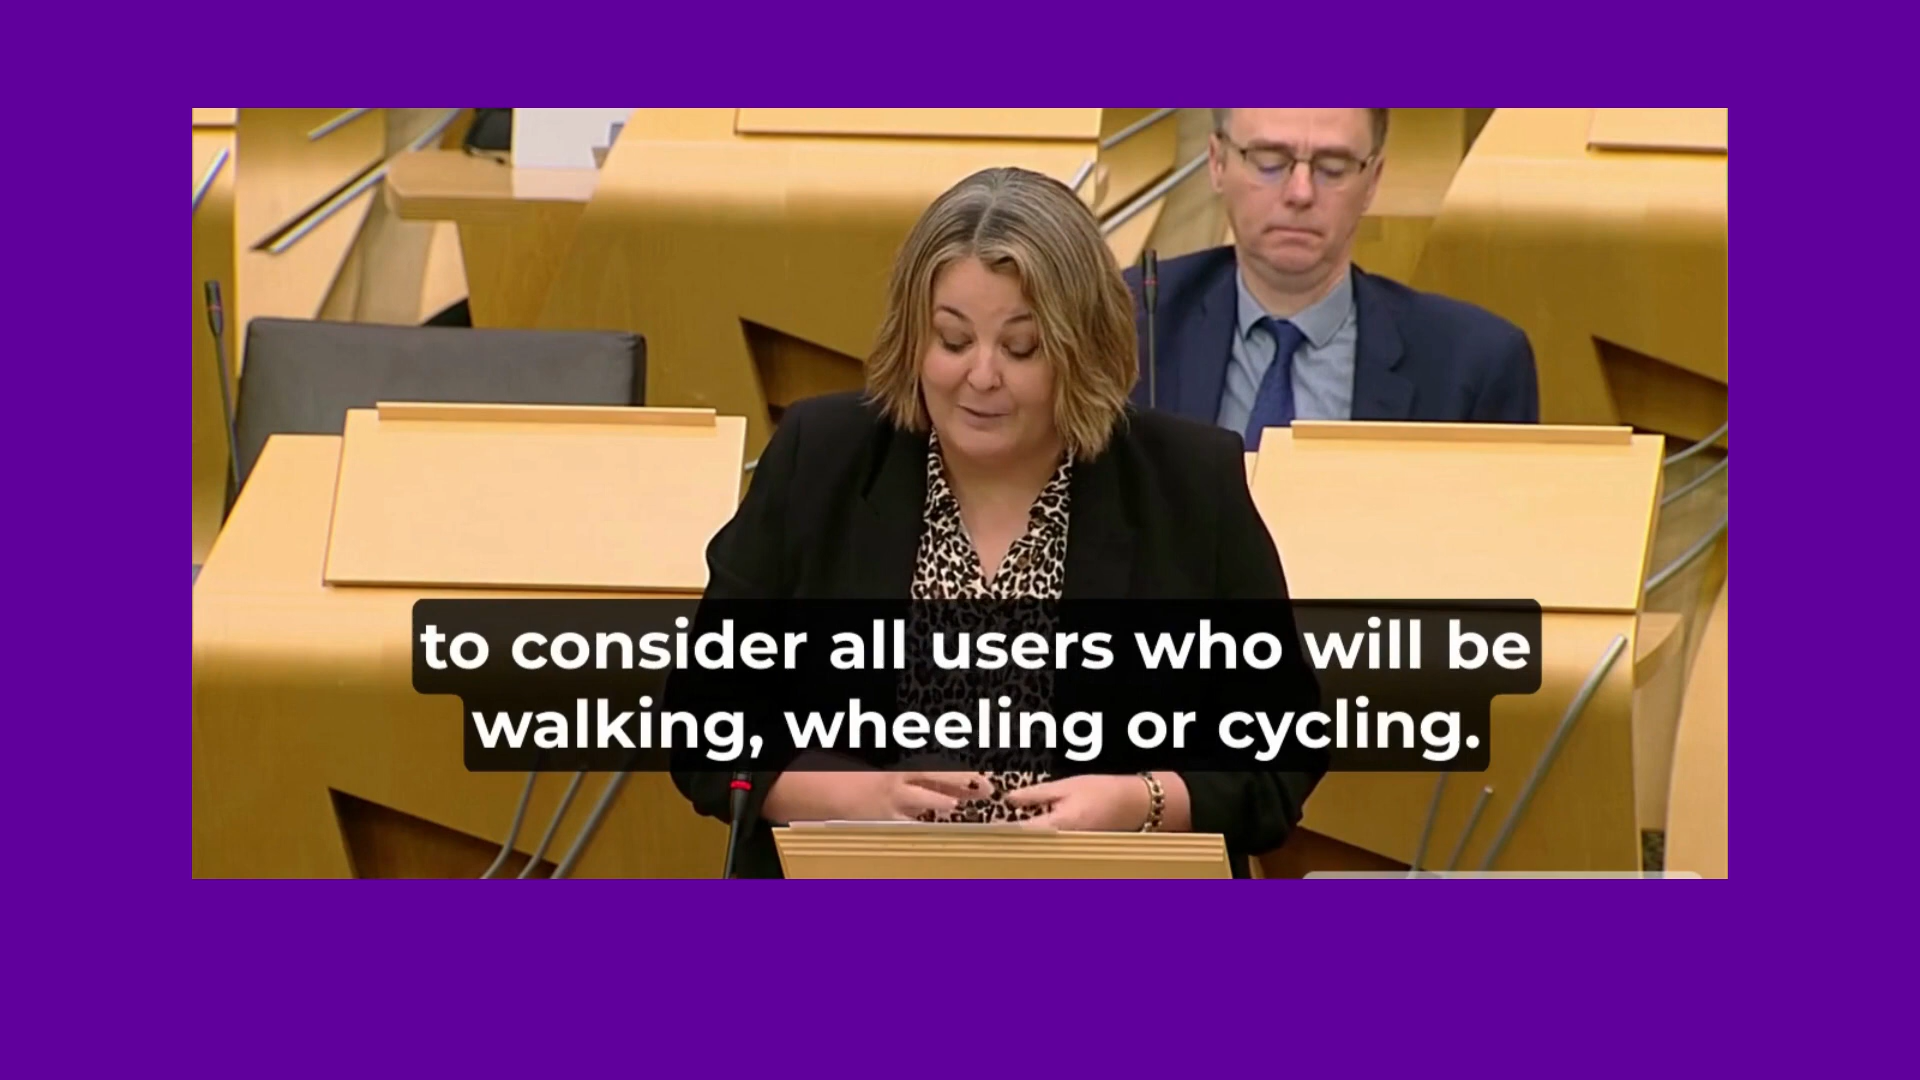 to consider all users who will be
walking, wheeling or cycling.